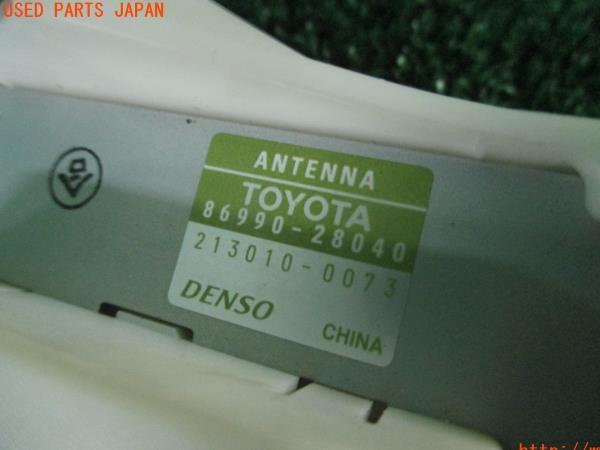 USED PARTS JAPAN
ANTENNA
TOYOTA
86990-28040
213010-0073
DENSO
CHINA